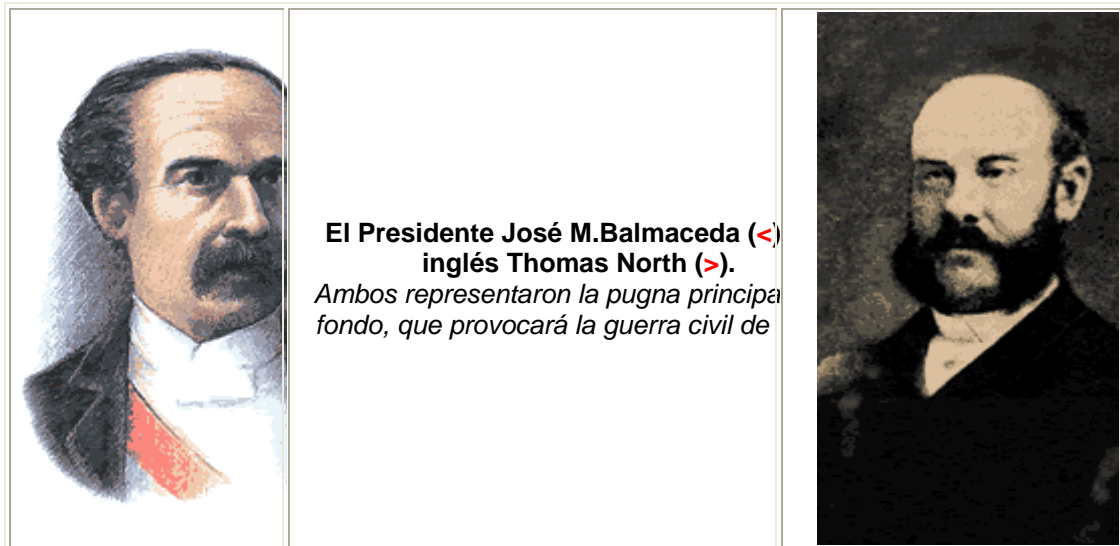 El Presidente José M.Balmaceda (<)
inglés Thomas North (>).
Ambos representaron la pugna principa
fondo, que provocará la guerra civil de